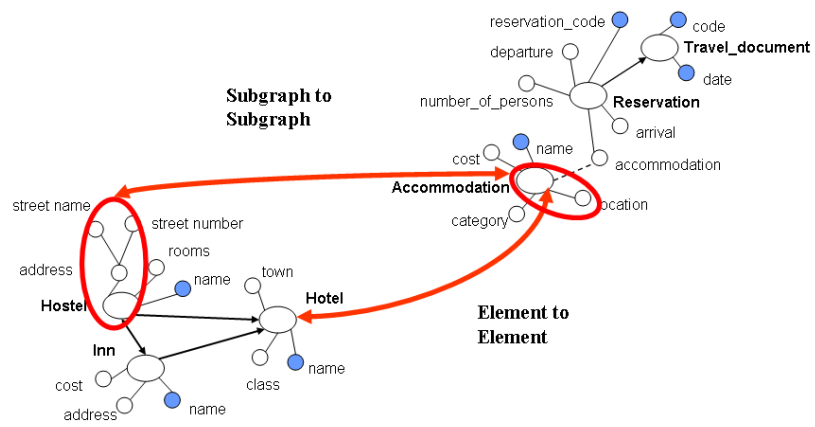 reservation_code
code
departure
Travel_document
date
Subgraph to
Subgraph
number_of_persons
Reservation
arrival
name
cost
accommodation
Accommodation
street name
location
street number
category
rooms
address
name
town
Hostel
Hotel
Element to
Element
Inn
name
cost
class
address
name